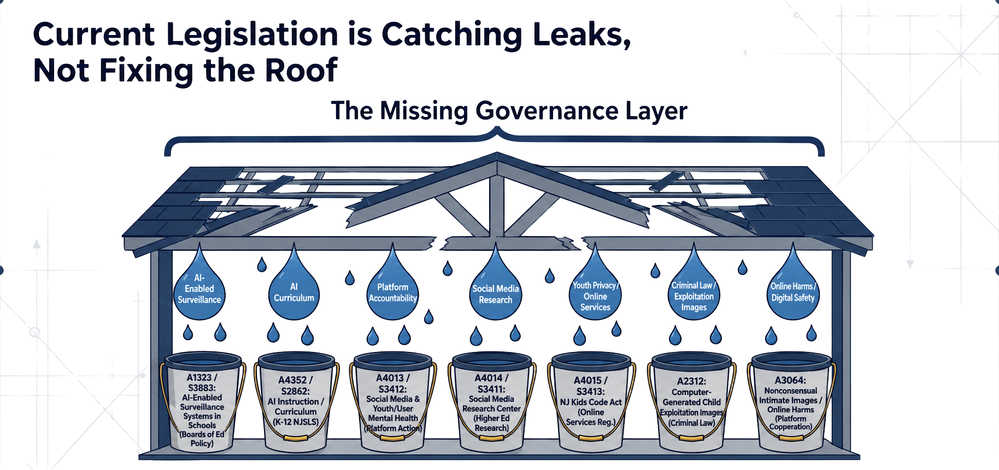 Current Legislation is Catching Leaks,
Not Fixing the Roof
The Missing Governance Layer
AI-
Enabled
Surveillance
AI
Curriculum
Platform
Accountability
Social Media
Research
Youth Privacy/
Online
Services
Criminal Law /
Exploitation
Images
Online Harms/
Digital Safety
A1323 /
S3883:
AI-Enabled
Surveillance
Systems in
Schools
(Boards of Ed
Policy)
A4352 /
S2862:
AI Instruction /
Curriculum
(K-12 NJSLS)
A4013 /
S3412:
Social Media &
Youth/User
Mental Health
(Platform Action)
A4014 /
S3411:
Social Media
Research Center
(Higher Ed
Research)
A4015 /
S3413:
NJ Kids Code Act
(Online
Services Reg.)
A2312:
Computer-
Generated Child
Exploitation Images
(Criminal Law)
A3064:
Nonconsensual
Intimate Images /
Online Harms
(Platform
Copperation)